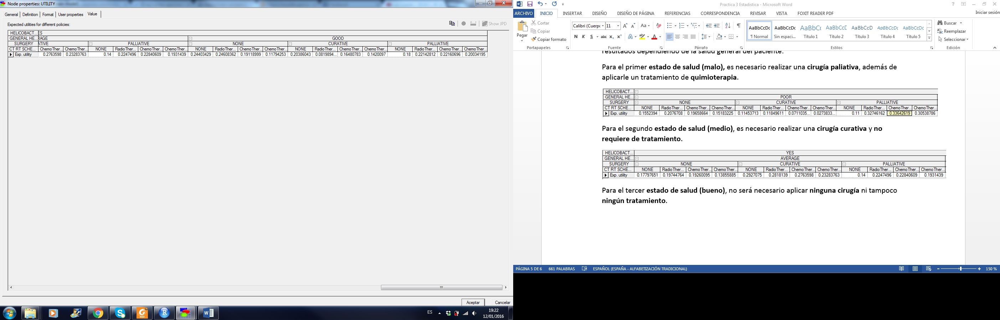 Node properties: UTILITY
General Definition Format User properties Value
Expected utilities for different policies:
Show JPD
HELICOBACT... ES
GENERAL HE... RAGE GOOD
SURGERY ATIVE PALLIATIVE NONE CURATIVE PALLIATIVE
CT RT SCHE... ChemoTher... ChemoTher... NONE RadioTher... ChemoTher... ChemoTher... NONE RadioTher... ChemoTher... ChemoTher... NONE RadioTher... ChemoTher... ChemoTher... NONE RadioTher... ChemoTher... ChemoTher...
Exp. utility 0.2763598 0.23283763 0.14 0.2247496 0.22840609 0.1931439 0.24403429 0.24608362 0.19118999 0.11794253 0.20386043 0.0819894... 0.16480783 0.1420097 0.18 0.22142812 0.22160696 0.20034195
Aceptar Cancelar
ES
19:22
12/01/2016
Practica 3 Estadistica - Microsoft Word
ARCHIVO INICIO INSERTAR DISEÑO DISEÑO DE PÁGINA REFERENCIAS CORRESPONDENCIA REVISAR VISTA FOXIT READER PDF Iniciar sesión
Pegar
Cortar
Copiar
Copiar formato
Portapapeles
Calibri (Cuerpo 11
N K S abc x₂ x²
Fuente
Párrafo
AaBbCcDc AaBbCcDc AaBbCc AaBbCcE AaBbCcD AaBbCcDc AaBbCcDc
¶ Normal Sin espaci... Título 1 Título 2 Título 3 Título 4 Título 5
Estilos
Buscar
Reemplazar
Seleccionar
Edición
resultados dependiendo de la salud general del paciente.
Para el primer estado de salud (malo), es necesario realizar una cirugía paliativa, además de
aplicarle un tratamiento de quimioterapia.
HELICOBACT...
GENERAL HE... POOR
SURGERY NONE CURATIVE PALLIATIVE
CT RT SCHE... NONE RadioTher... ChemoTher... ChemoTher... NONE RadioTher... ChemoTher... ChemoTher... NONE RadioTher... ChemoTher... ChemoTher...
Exp. utility 0.1552394 0.2076708 0.19658664 0.15183225 0.11453713 0.11849611 0.0711035... 0.0273833... 0.11 0.32746162 0.33642619 0.30538786
Para el segundo estado de salud (medio), es necesario realizar una cirugía curativa y no
requiere de tratamiento.
HELICOBACT... YES
GENERAL HE... AVERAGE
SURGERY NONE CURATIVE PALLIATIVE
CT RT SCHE... NONE RadioTher... ChemoTher... ChemoTher... NONE RadioTher... ChemoTher... ChemoTher... NONE RadioTher... ChemoTher... ChemoTher...
Exp. utility 0.17797651 0.19744764 0.19260095 0.13855885 0.2927075 0.2818139 0.2763598 0.23283763 0.14 0.2247496 0.22840609 0.1931439
Para el tercer estado de salud (bueno), no será necesario aplicar ninguna cirugía ni tampoco
ningún tratamiento.
PÁGINA 5 DE 6 661 PALABRAS ESPAÑOL (ESPAÑA - ALFABETIZACIÓN TRADICIONAL) 150 %